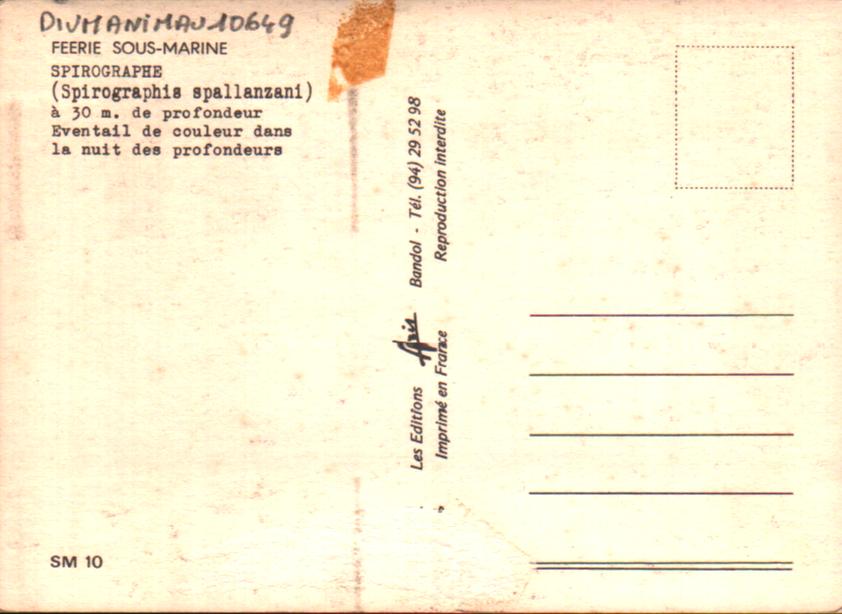 DIVMANIMAU10649
FEERIE SOUS-MARINE
SPIROGRAPHE
(Spirographis spallanzani)
à 30 m. de profondeur
Eventail de couleur dans
la nuit des profondeurs
SM 10
Les Editions Apis Bandol - Tél. (94) 29 52 98
Imprimé en France Reproduction interdite